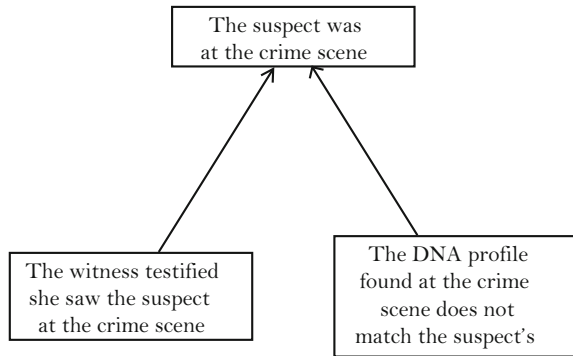 The suspect was
at the crime scene
The witness testified
she saw the suspect
at the crime scene
The DNA profile
found at the crime
scene does not
match the suspect’s